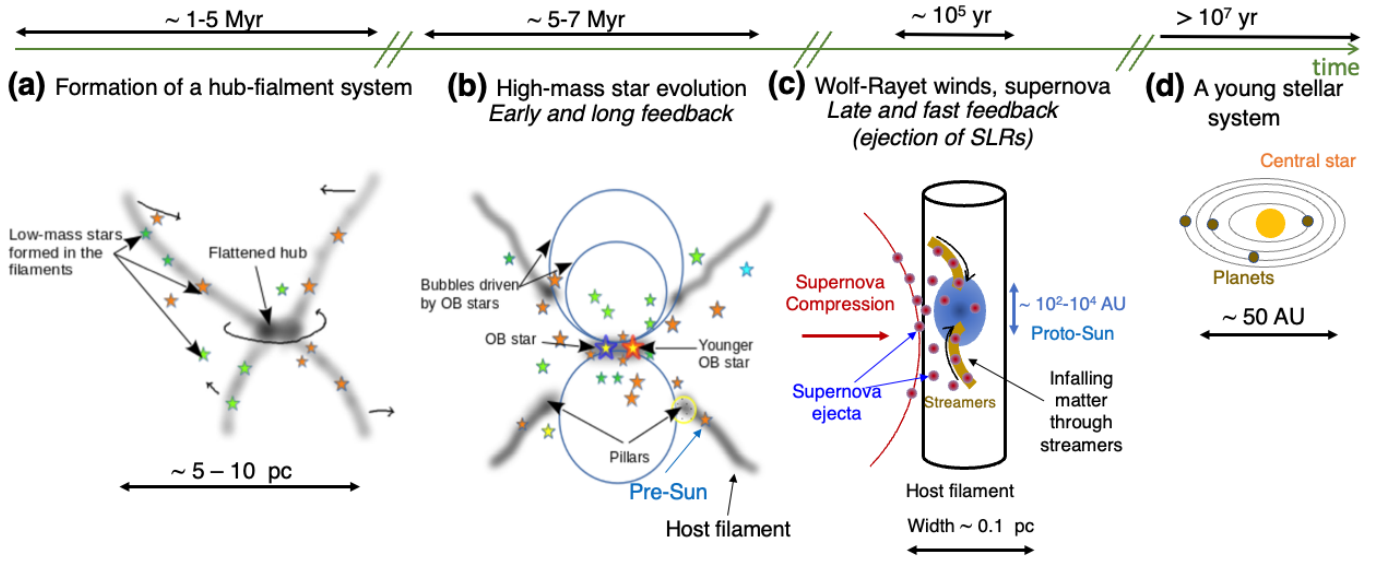 ~ 1-5 Myr
~ 5-7 Myr
~ 10⁵ yr
> 10⁷ yr
time
(a) Formation of a hub-fialment system
Low-mass stars
formed in the
filaments
Flattened hub
~ 5 – 10 pc
(b) High-mass star evolution
Early and long feedback
Bubbles driven
by OB stars
OB star
Younger
OB star
Pillars
Pre-Sun
Host filament
(c) Wolf-Rayet winds, supernova
Late and fast feedback
(ejection of SLRs)
Supernova
Compression
~ 10²-10⁴ AU
Proto-Sun
Supernova
ejecta
Streamers
Infalling
matter
through
streamers
Host filament
Width ~ 0.1 pc
(d) A young stellar
system
Central star
Planets
~ 50 AU